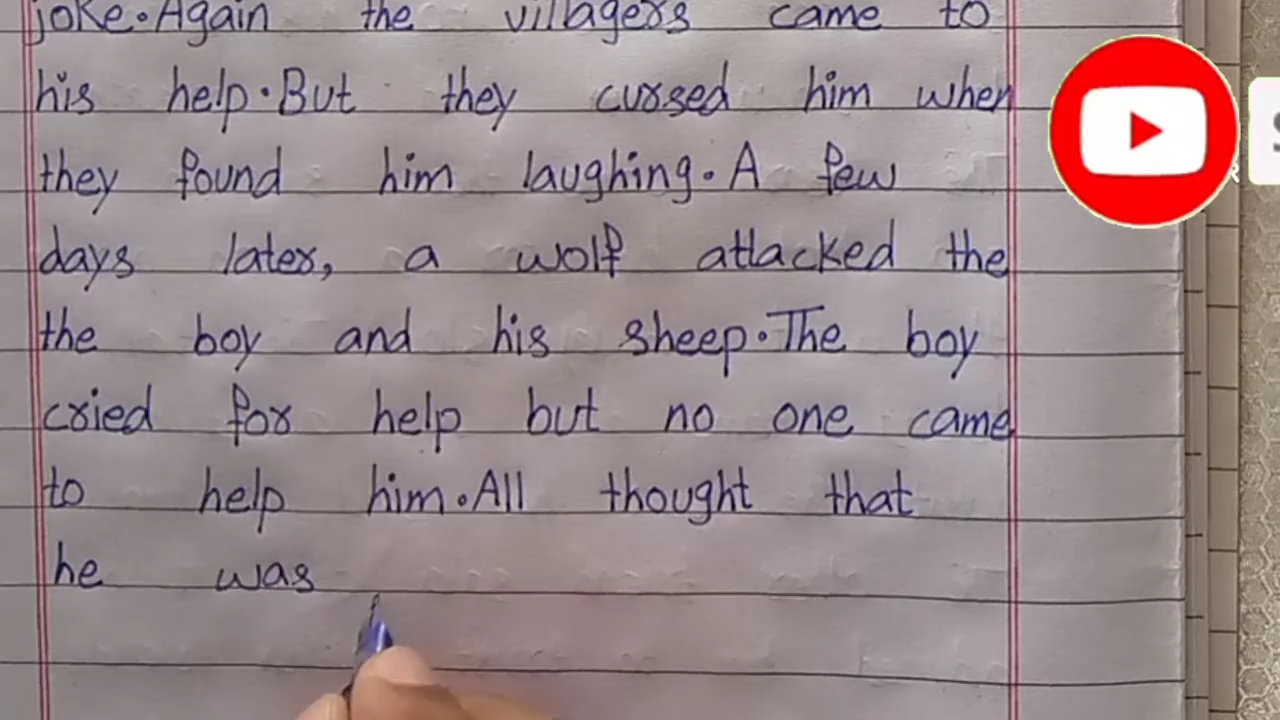 joke. Again the villagers came to
his help. But they cursed him when
they found him laughing. A few
days later, a wolf attacked the
the boy and his sheep. The boy
cried for help but no one came
to help him. All thought that
he was